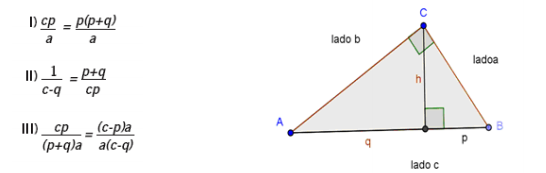 I) cp/a = p(p+q)/a
II) 1/c-q = p+q/cp
III) cp/(p+q)a = (c-p)a/a(c-q)
C
lado b
ladoa
h
A
B
q
p
lado c